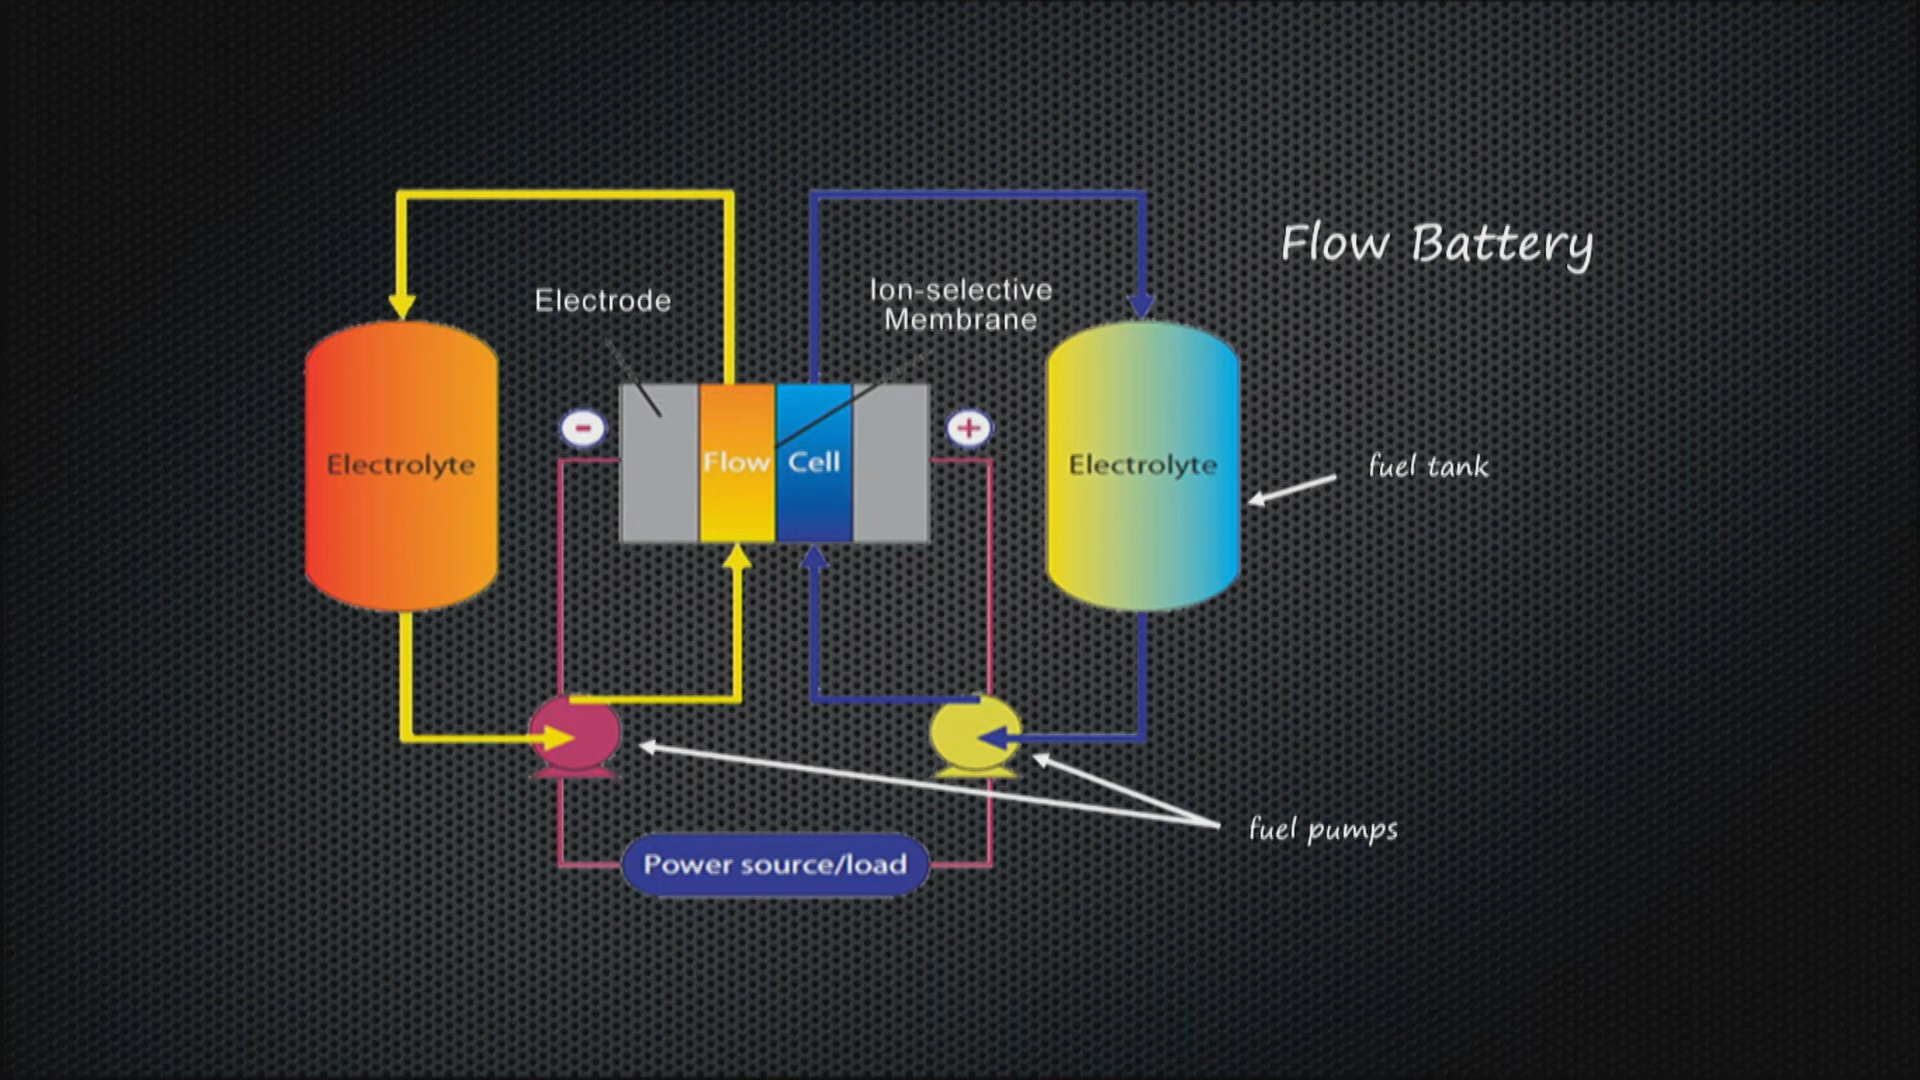 Flow Battery
Electrode
Ion-selective
Membrane
-
+
Electrolyte
Flow Cell
Electrolyte
fuel tank
fuel pumps
Power source/load